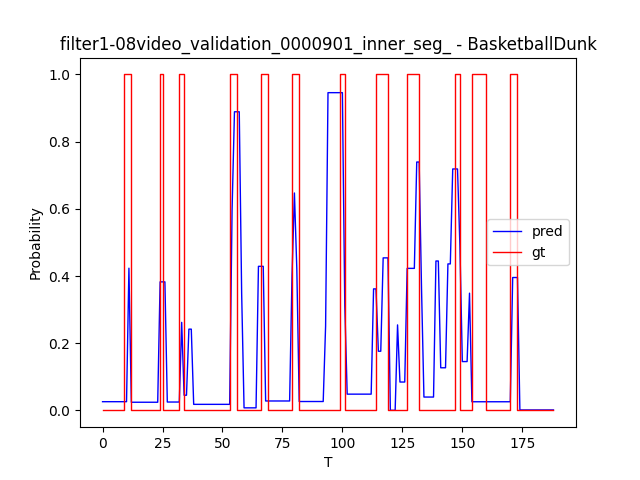 filter1-08video_validation_0000901_inner_seg_ - BasketballDunk
1.0
0.8
0.6
0.4
0.2
0.0
Probability
pred
gt
0 25 50 75 100 125 150 175
T